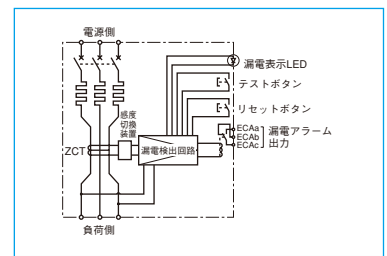 電源側
漏電表示LED
テストボタン
リセットボタン
感度
切換
装置
ZCT
漏電検出回路
ECAa
ECAb
ECAc
漏電アラーム
出力
負荷側